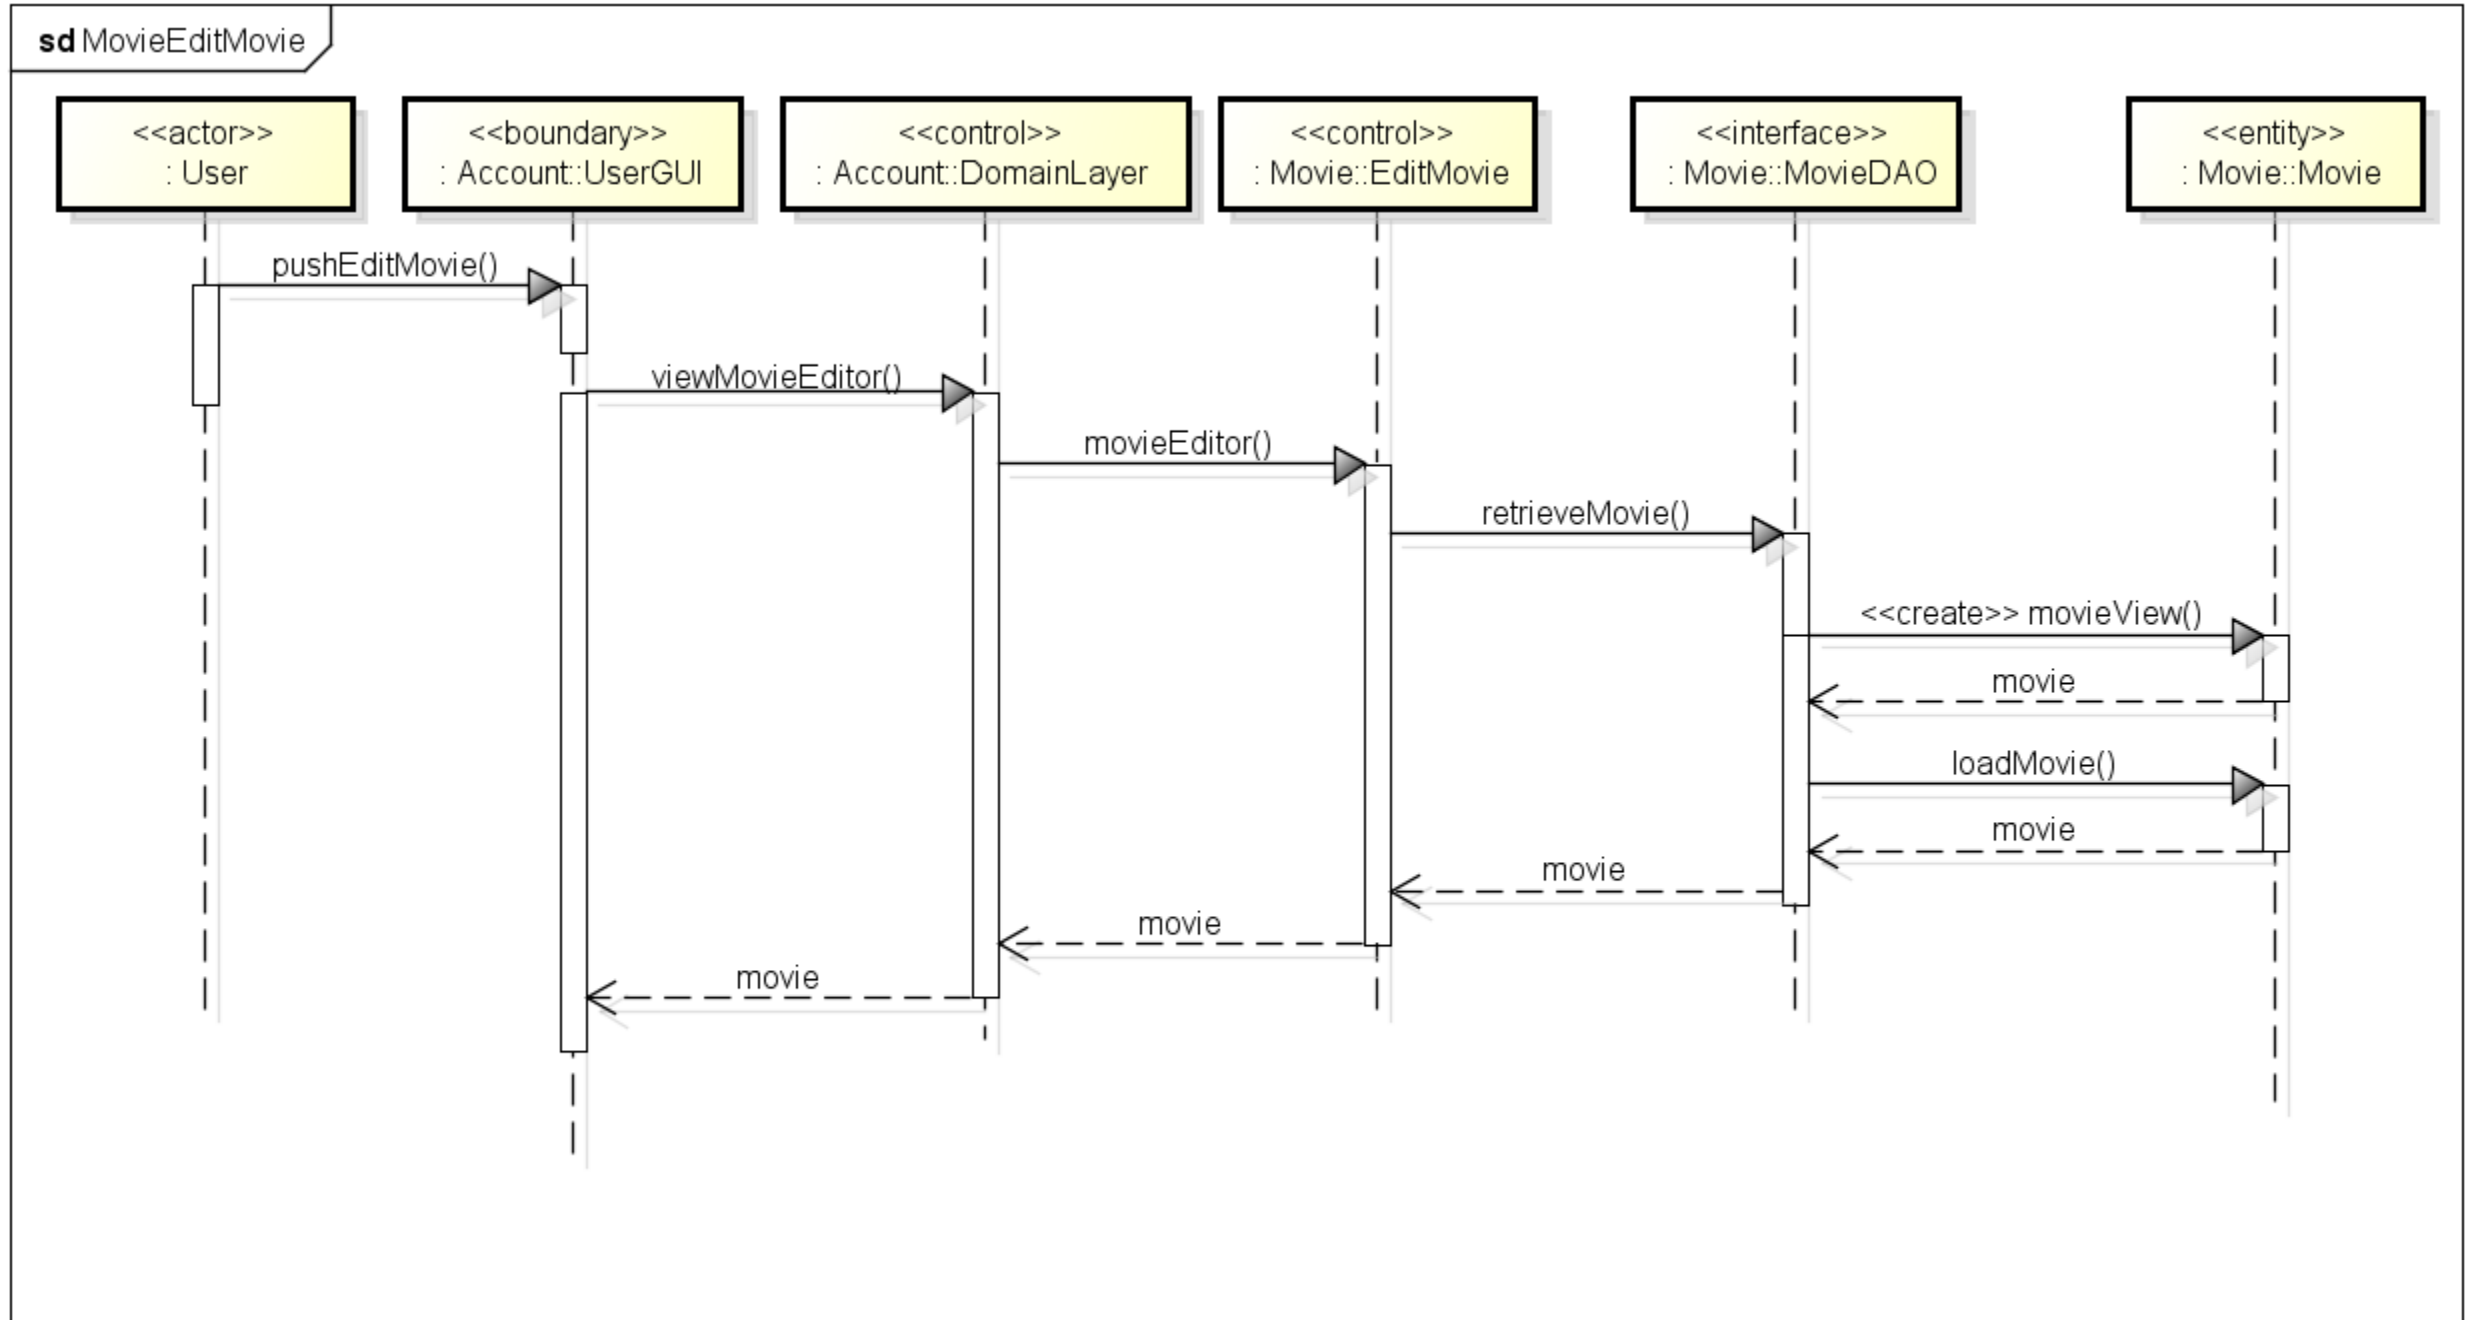 sd MovieEditMovie
<<actor>>
: User
<<boundary>>
: Account::UserGUI
<<control>>
: Account::DomainLayer
<<control>>
: Movie::EditMovie
<<interface>>
: Movie::MovieDAO
<<entity>>
: Movie::Movie
pushEditMovie()
viewMovieEditor()
movieEditor()
retrieveMovie()
<<create>> movieView()
movie
loadMovie()
movie
movie
movie
movie